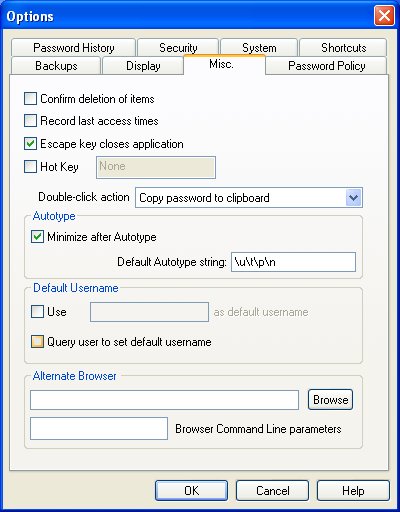 Options
Password History Security System Shortcuts
Backups Display Misc. Password Policy
Confirm deletion of items
Record last access times
Escape key closes application
Hot Key None
Double-click action Copy password to clipboard
Autotype
Minimize after Autotype
Default Autotype string: \u\t\p\n
Default Username
Use as default username
Query user to set default username
Alternate Browser
Browse
Browser Command Line parameters
OK Cancel Help